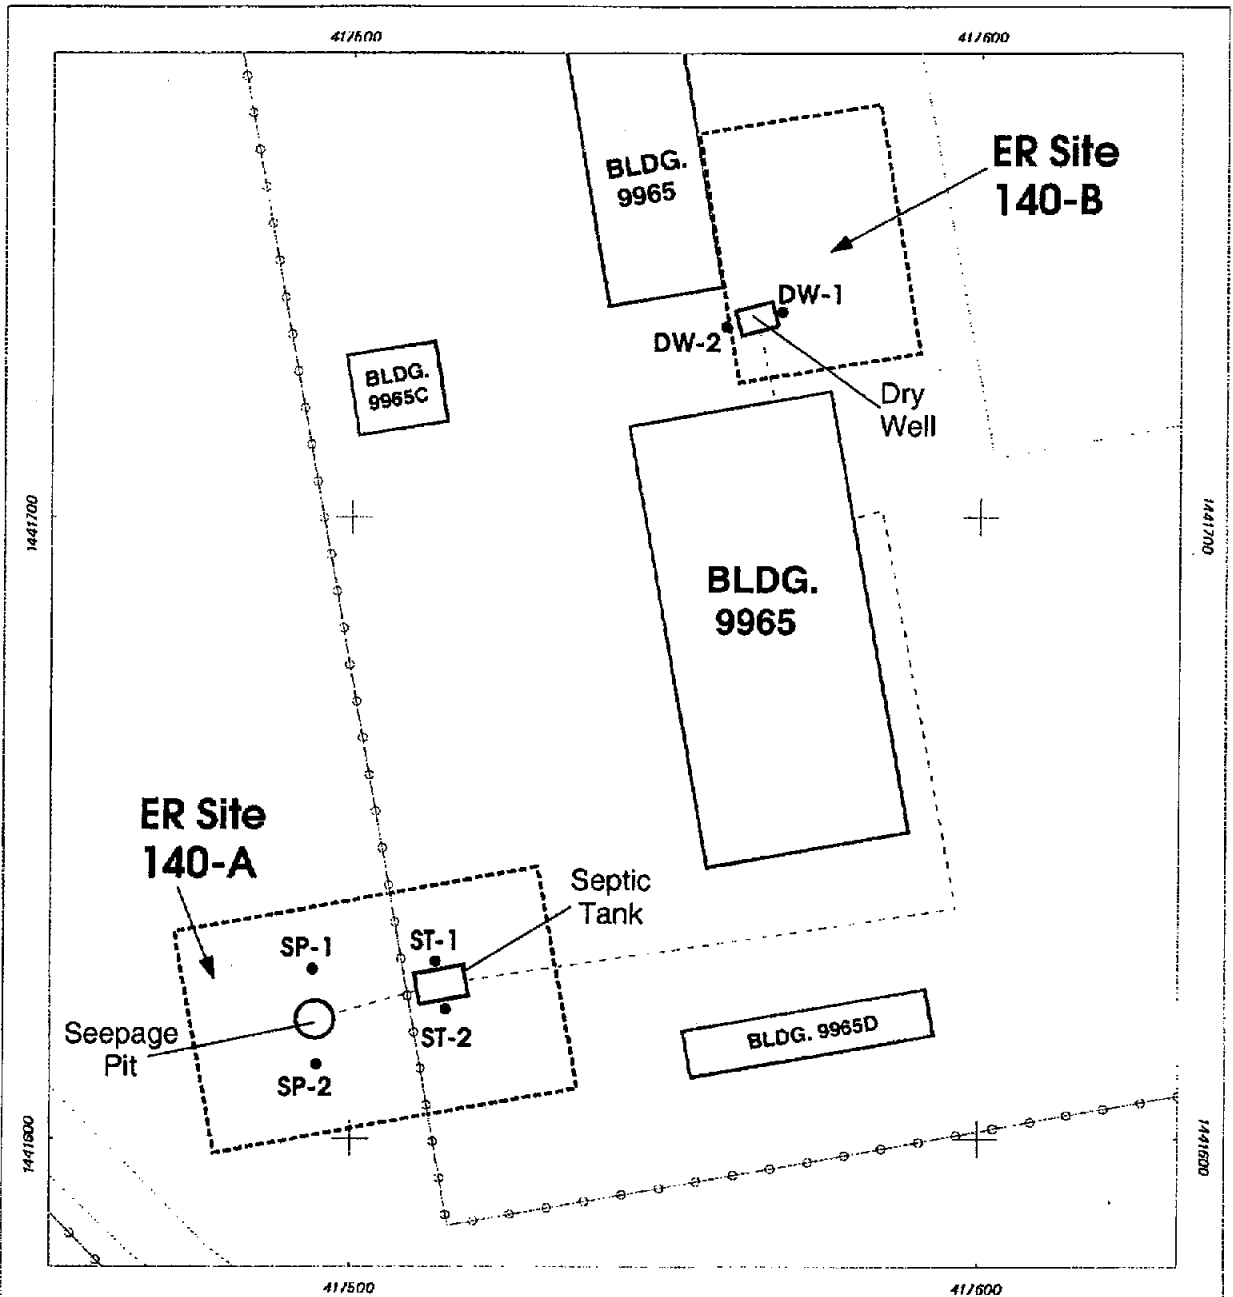 417500
417600
BLDG.
9965
ER Site
140-B
DW-1
DW-2
BLDG.
9965C
Dry
Well
1441700
1441700
BLDG.
9965
ER Site
140-A
Septic
Tank
SP-1
ST-1
Seepage
Pit
ST-2
SP-2
BLDG. 9965D
1441600
1441600
417500
417600